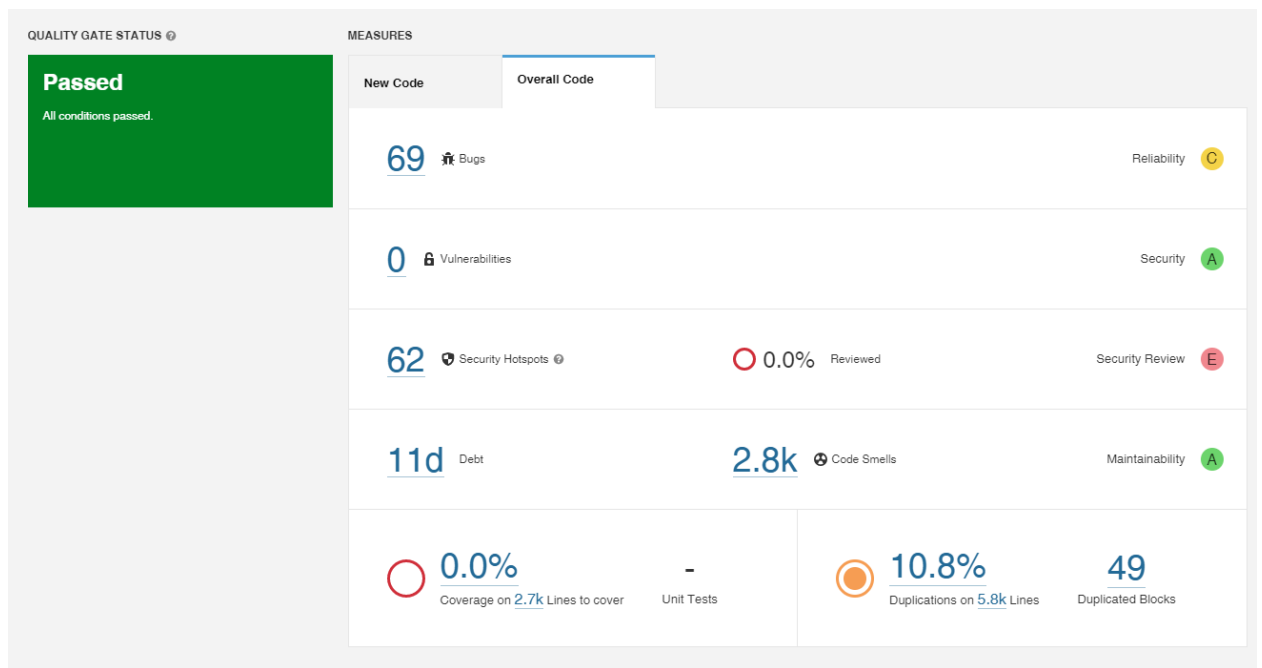 QUALITY GATE STATUS
MEASURES
Passed
All conditions passed.
New Code
Overall Code
69 Bugs
Reliability C
0 Vulnerabilities
Security A
62 Security Hotspots
0.0% Reviewed
Security Review E
11d Debt
2.8k Code Smells
Maintainability A
0.0%
Coverage on 2.7k Lines to cover
-
Unit Tests
10.8%
Duplications on 5.8k Lines
49
Duplicated Blocks